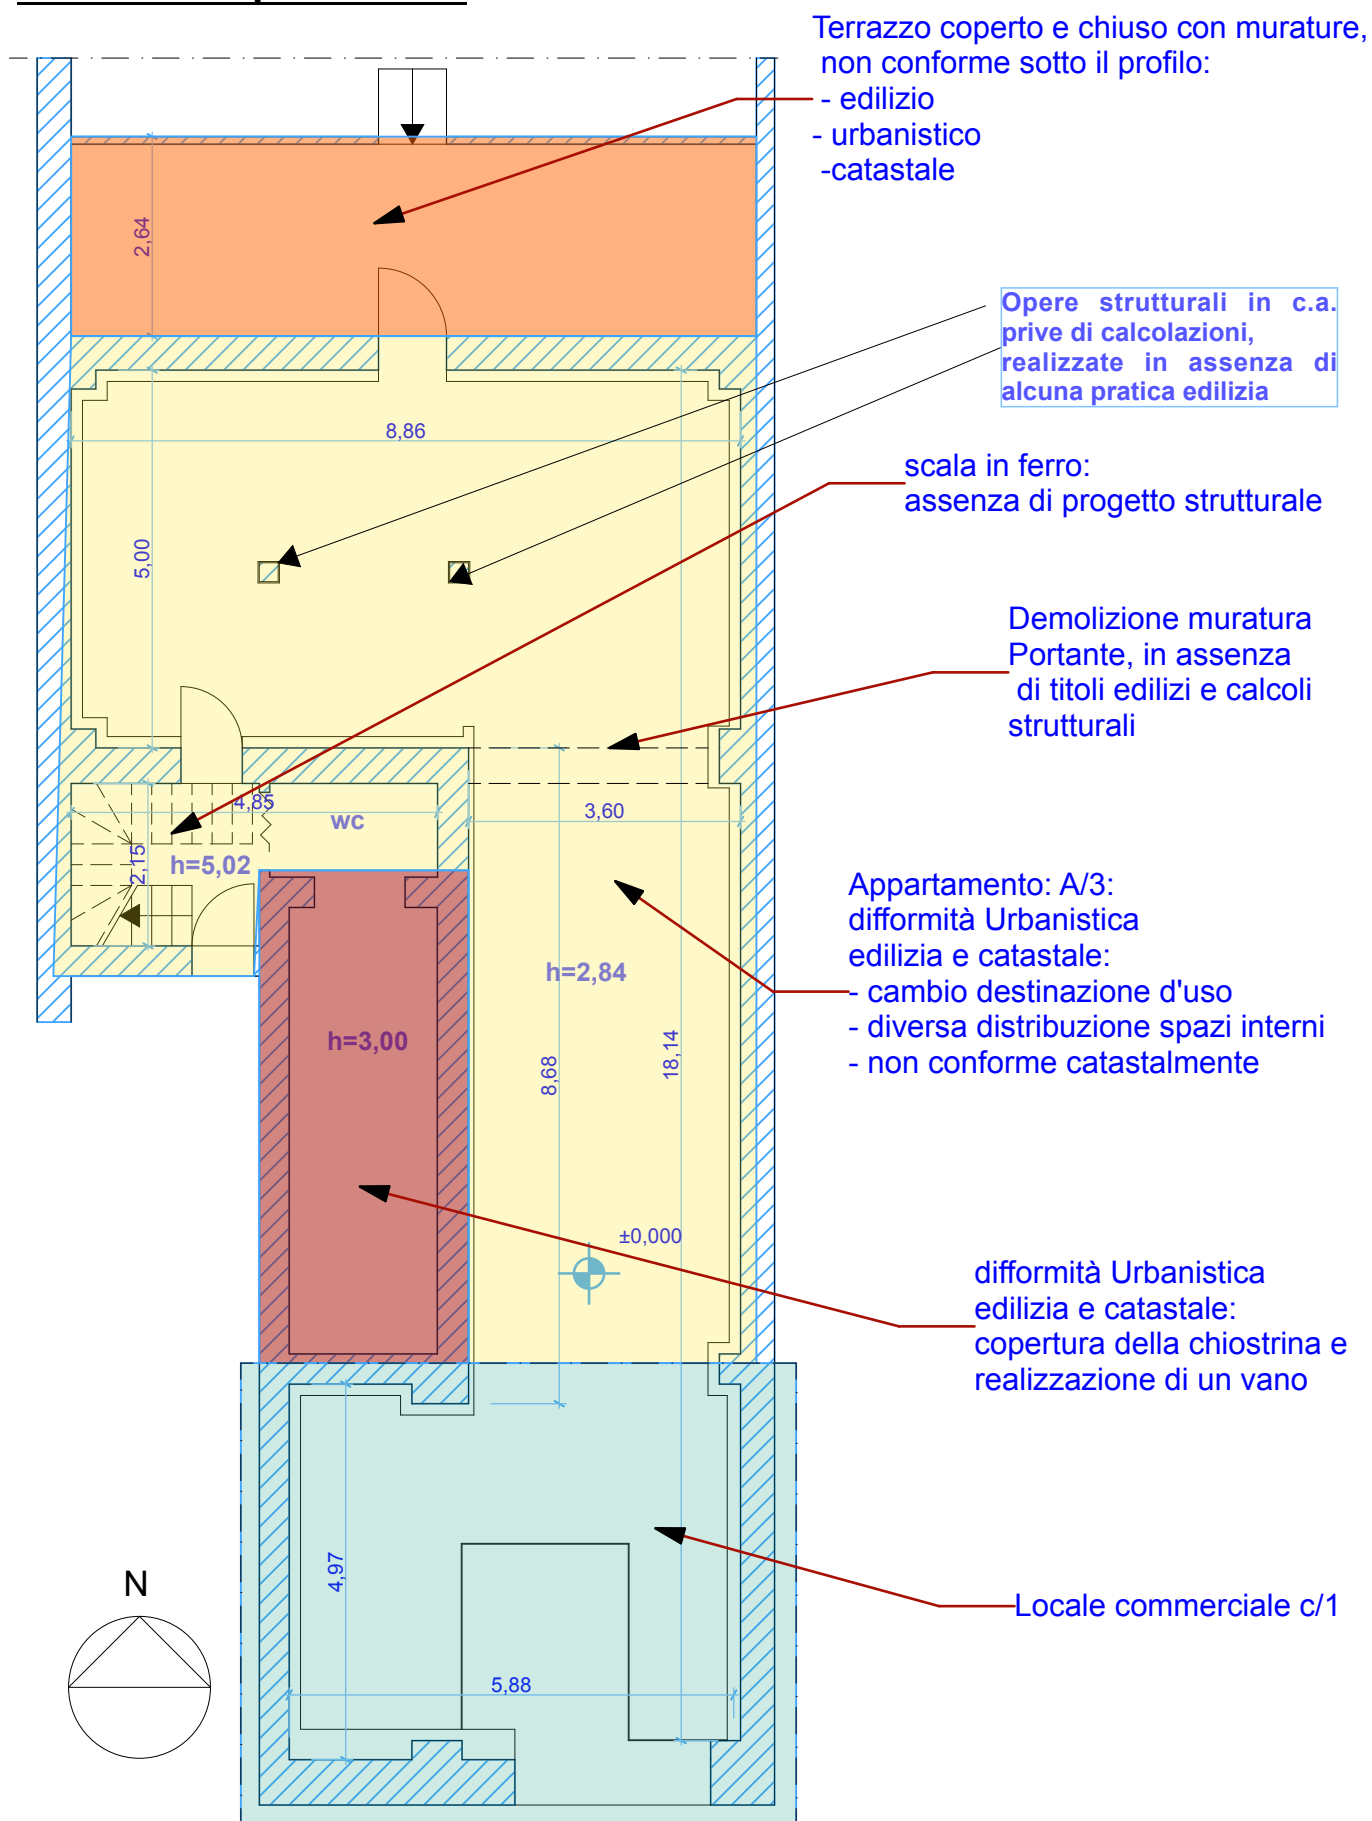 Terrazzo coperto e chiuso con murature,
non conforme sotto il profilo:
- edilizio
- urbanistico
-catastale
2,64
Opere strutturali in c.a.
prive di calcolazioni,
realizzate in assenza di
alcuna pratica edilizia
8,86
scala in ferro:
assenza di progetto strutturale
5,00
Demolizione muratura
Portante, in assenza
di titoli edilizi e calcoli
strutturali
4,85
wc
3,60
2,15
h=5,02
Appartamento: A/3:
difformità Urbanistica
edilizia e catastale:
- cambio destinazione d'uso
- diversa distribuzione spazi interni
- non conforme catastalmente
h=2,84
h=3,00
8,68
18,14
±0,000
difformità Urbanistica
edilizia e catastale:
copertura della chiostrina e
realizzazione di un vano
4,97
N
Locale commerciale c/1
5,88